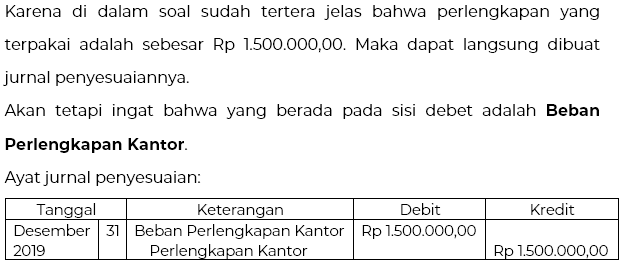 Karena di dalam soal sudah tertera jelas bahwa perlengkapan yang
terpakai adalah sebesar Rp 1.500.000,00. Maka dapat langsung dibuat
jurnal penyesuaiannya.
Akan tetapi ingat bahwa yang berada pada sisi debet adalah Beban
Perlengkapan Kantor.
Ayat jurnal penyesuian:
Tanggal Keterangan Debit Kredit
Desember 31 Beban Perlengkapan Kantor Rp 1.500.000,00
2019 Perlengkapan Kantor Rp 1.500.000,00